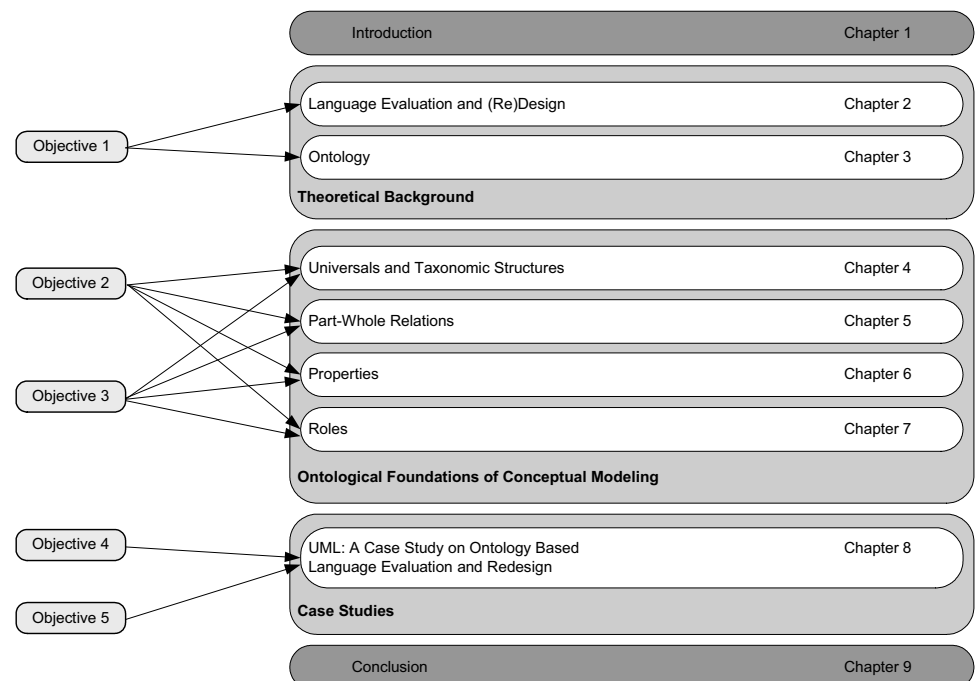 Introduction Chapter 1
Language Evaluation and (Re)Design Chapter 2
Objective 1
Ontology Chapter 3
Theoretical Background
Universals and Taxonomic Structures Chapter 4
Objective 2
Part-Whole Relations Chapter 5
Properties Chapter 6
Objective 3
Roles Chapter 7
Ontological Foundations of Conceptual Modeling
Objective 4
UML: A Case Study on Ontology Based Chapter 8
Language Evaluation and Redesign
Case Studies
Objective 5
Conclusion Chapter 9